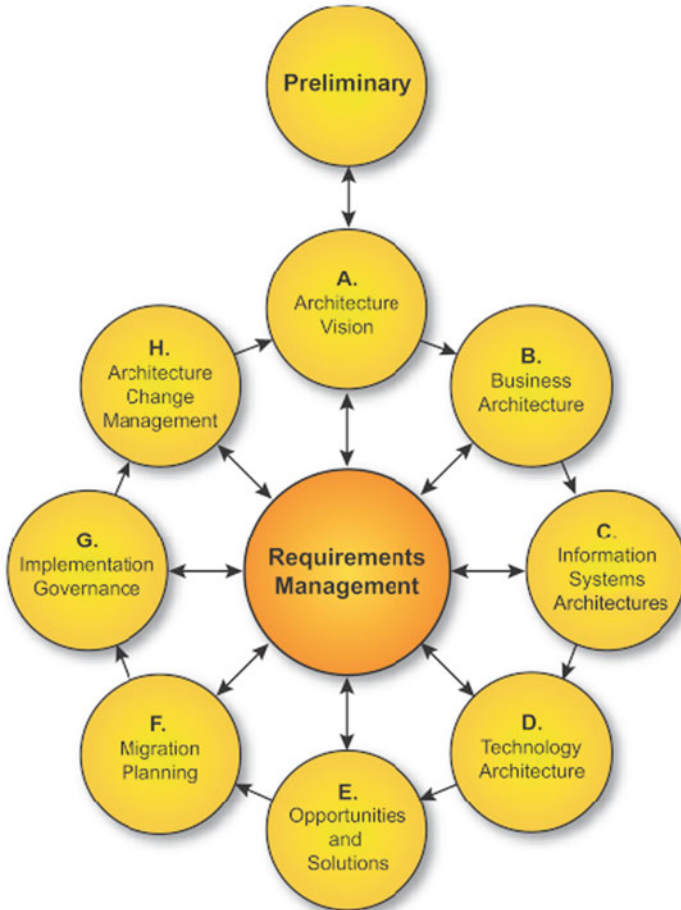 Preliminary
A.
Architecture
Vision
B.
Business
Architecture
C.
Information
Systems
Architectures
D.
Technology
Architecture
E.
Opportunities
and
Solutions
F.
Migration
Planning
G.
Implementation
Governance
H.
Architecture
Change
Management
Requirements
Management